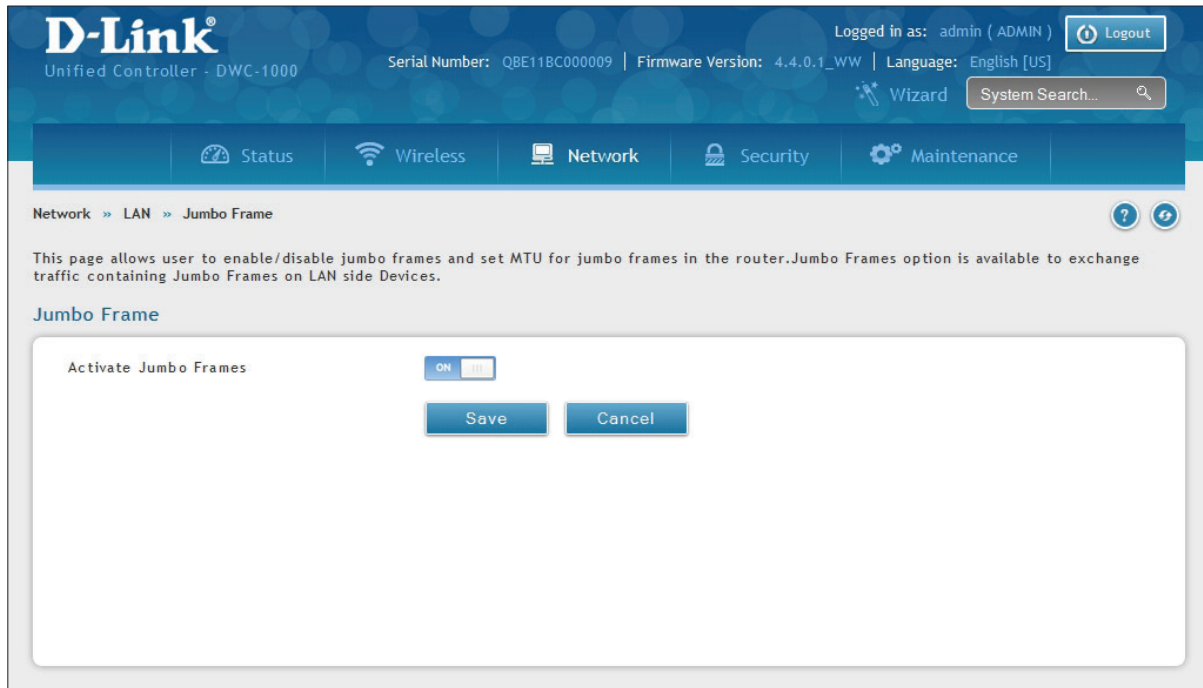 D-Link®
Unified Controller - DWC-1000
Logged in as: admin ( ADMIN )
Logout
Serial Number: QBE11BC000009 | Firmware Version: 4.4.0.1_WW | Language: English [US]
Wizard
System Search...
Status
Wireless
Network
Security
Maintenance
Network » LAN » Jumbo Frame
?
This page allows user to enable/disable jumbo frames and set MTU for jumbo frames in the router.Jumbo Frames option is available to exchange
traffic containing Jumbo Frames on LAN side Devices.
Jumbo Frame
Activate Jumbo Frames
ON
Save
Cancel